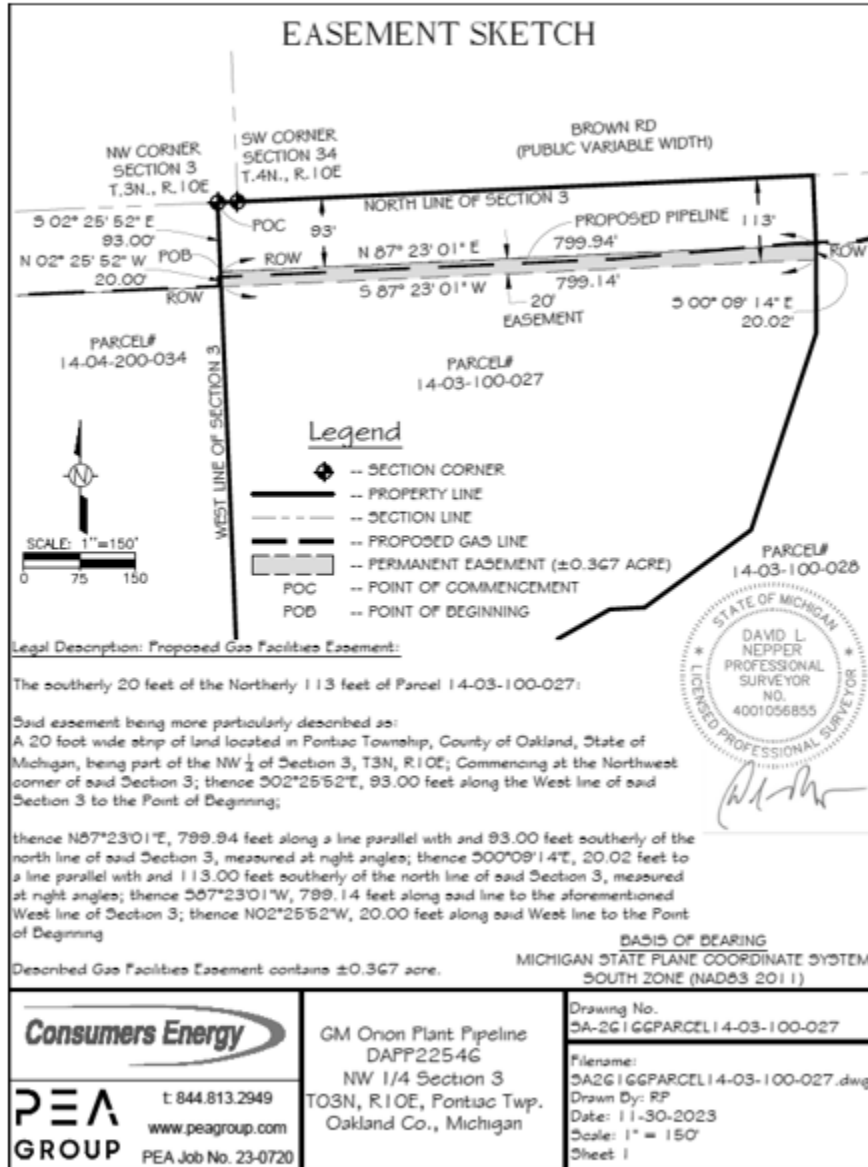 EASEMENT SKETCH
BROWN RD
(PUBLIC VARIABLE WIDTH)
NW CORNER
SECTION 3
T.3N., R.10E
SW CORNER
SECTION 34
T.4N., R.10E
NORTH LINE OF SECTION 3
POC
S 02° 25' 52" E
93.00'
93'
PROPOSED PIPELINE
113'
N 02° 25' 52" W
20.00'
POB
ROW
N 87° 23' 01" E
799.94'
ROW
ROW
S 87° 23' 01" W
799.14'
20'
EASEMENT
S 00° 09' 14" E
20.02'
PARCEL#
14-04-200-034
PARCEL#
14-03-100-027
WEST LINE OF SECTION 3
N
SCALE: 1"=150'
0 75 150
Legend
-- SECTION CORNER
-- PROPERTY LINE
-- SECTION LINE
-- PROPOSED GAS LINE
-- PERMANENT EASEMENT (±0.367 ACRE)
POC -- POINT OF COMMENCEMENT
POB -- POINT OF BEGINNING
PARCEL#
14-03-100-028
STATE OF MICHIGAN
DAVID L.
NEPPER
PROFESSIONAL
SURVEYOR
NO.
4001056855
LICENSED PROFESSIONAL SURVEYOR
Legal Description: Proposed Gas Facilities Easement:
The southerly 20 feet of the Northerly 113 feet of Parcel 14-03-100-027:
Said easement being more particularly described as:
A 20 foot wide strip of land located in Pontiac Township, County of Oakland, State of
Michigan, being part of the NW ¼ of Section 3, T3N, R10E; Commencing at the Northwest
corner of said Section 3; thence S02°25'52"E, 93.00 feet along the West line of said
Section 3 to the Point of Beginning;
thence N87°23'01"E, 799.94 feet along a line parallel with and 93.00 feet southerly of the
north line of said Section 3, measured at right angles; thence S00°09'14"E, 20.02 feet to
a line parallel with and 113.00 feet southerly of the north line of said Section 3, measured
at right angles; thence S87°23'01"W, 799.14 feet along said line to the aforementioned
West line of Section 3; thence N02°25'52"W, 20.00 feet along said West line to the Point
of Beginning
Described Gas Facilities Easement contains ±0.367 acre.
BASIS OF BEARING
MICHIGAN STATE PLANE COORDINATE SYSTEM
SOUTH ZONE (NAD83 2011)
Consumers Energy
PEA
GROUP
t: 844.813.2949
www.peagroup.com
PEA Job No. 23-0720
GM Orion Plant Pipeline
DAPP22546
NW 1/4 Section 3
T03N, R10E, Pontiac Twp.
Oakland Co., Michigan
Drawing No.
SA-26166PARCEL14-03-100-027
Filename:
SA26166PARCEL14-03-100-027.dwg
Drawn By: RP
Date: 11-30-2023
Scale: 1" = 150'
Sheet 1